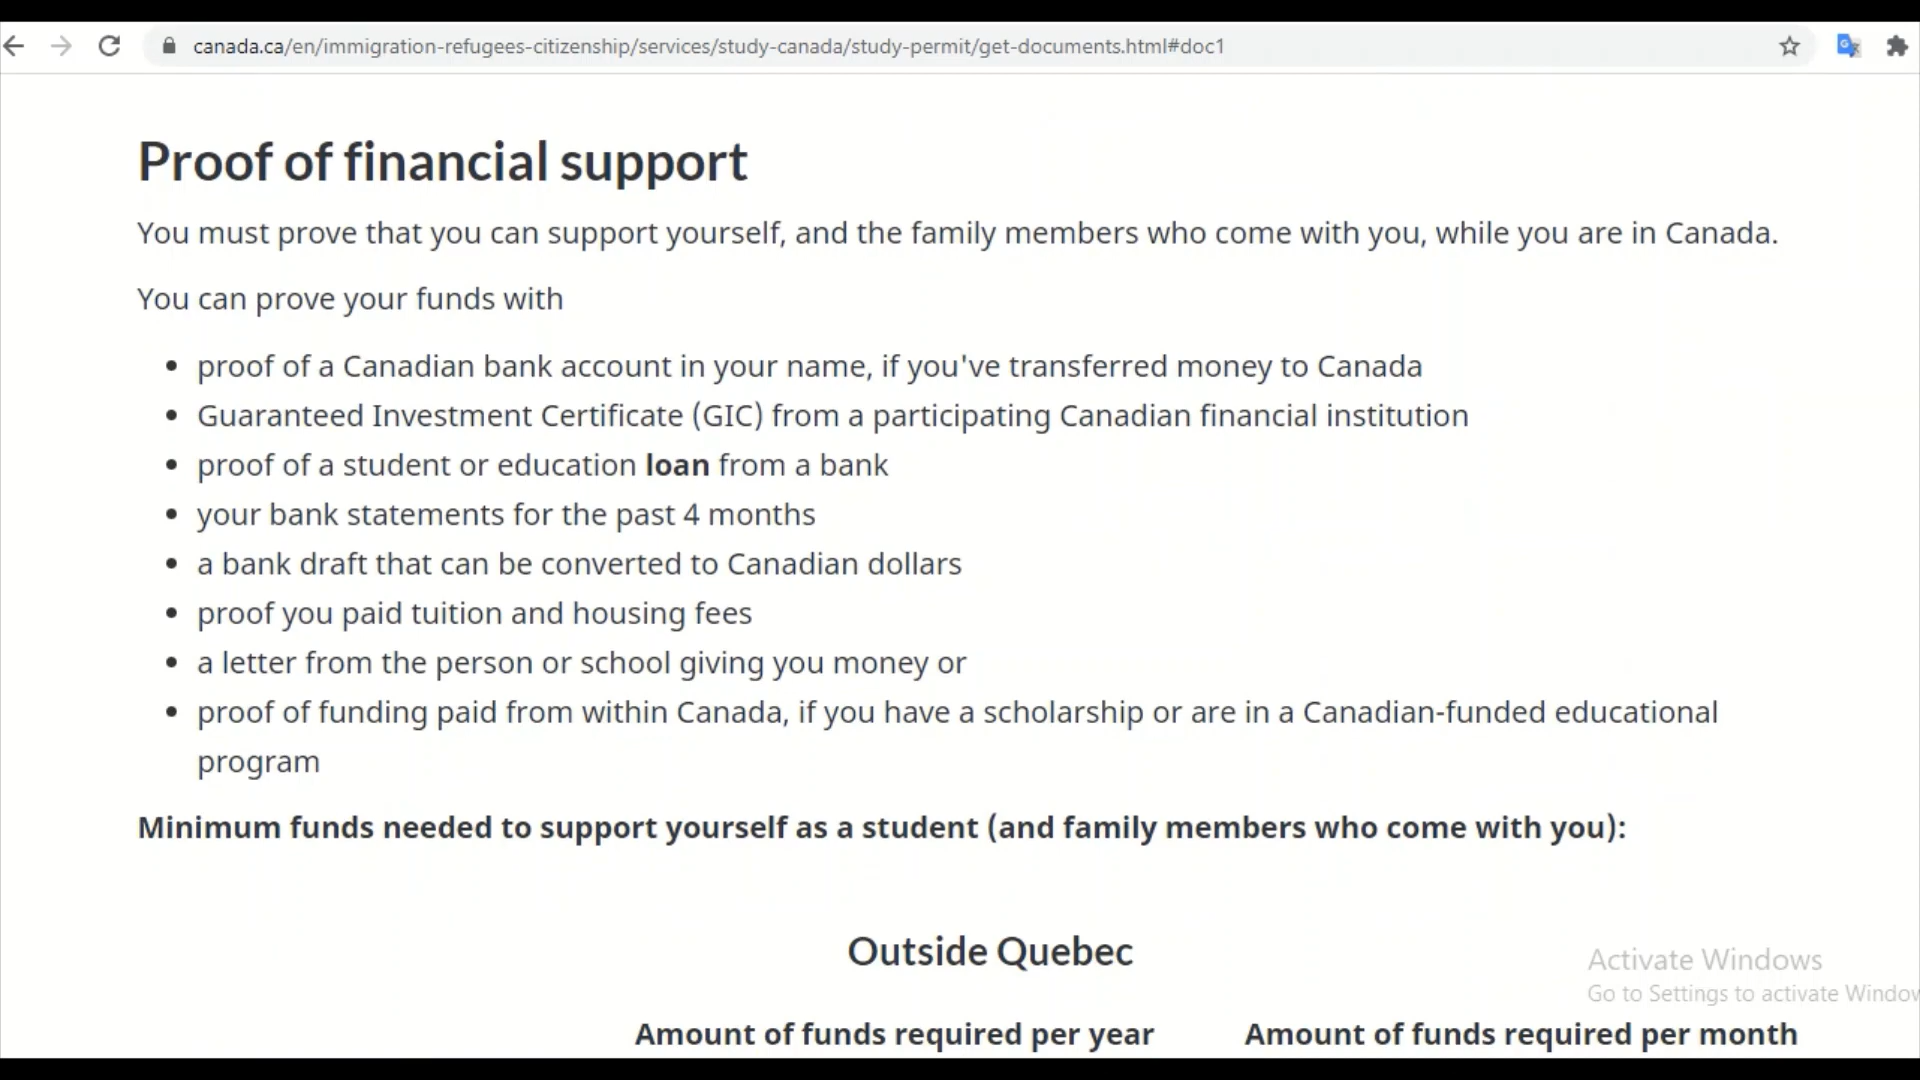 canada.ca/en/immigration-refugees-citizenship/services/study-canada/study-permit/get-documents.html#doc1
Proof of financial support
You must prove that you can support yourself, and the family members who come with you, while you are in Canada.
You can prove your funds with
• proof of a Canadian bank account in your name, if you've transferred money to Canada
• Guaranteed Investment Certificate (GIC) from a participating Canadian financial institution
• proof of a student or education loan from a bank
• your bank statements for the past 4 months
• a bank draft that can be converted to Canadian dollars
• proof you paid tuition and housing fees
• a letter from the person or school giving you money or
• proof of funding paid from within Canada, if you have a scholarship or are in a Canadian-funded educational
program
Minimum funds needed to support yourself as a student (and family members who come with you):
Outside Quebec
Activate Windows
Go to Settings to activate Window
Amount of funds required per year Amount of funds required per month